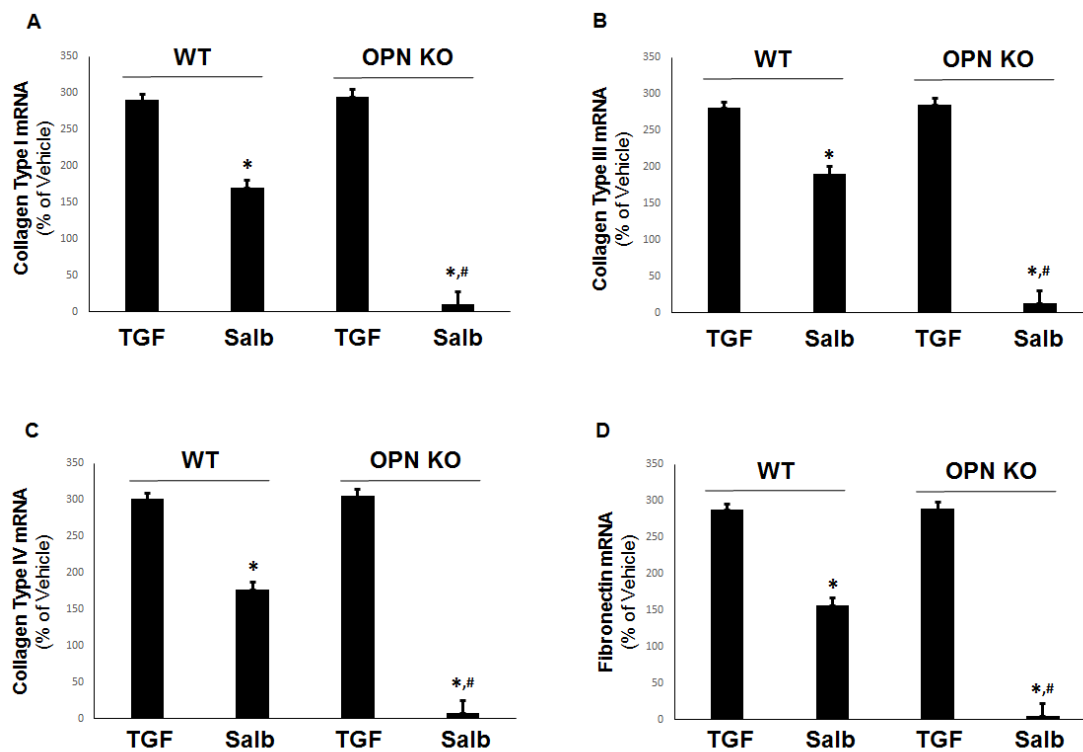 A
WT
OPN KO
Collagen Type I mRNA
(% of Vehicle)
350
300
250
200
150
100
50
0
*
*,#
TGF
Salb
TGF
Salb
B
WT
OPN KO
Collagen Type III mRNA
(% of Vehicle)
350
300
250
200
150
100
50
0
*
*,#
TGF
Salb
TGF
Salb
C
WT
OPN KO
Collagen Type IV mRNA
(% of Vehicle)
350
300
250
200
150
100
50
0
*
*,#
TGF
Salb
TGF
Salb
D
WT
OPN KO
Fibronectin mRNA
(% of Vehicle)
350
300
250
200
150
100
50
0
*
*,#
TGF
Salb
TGF
Salb